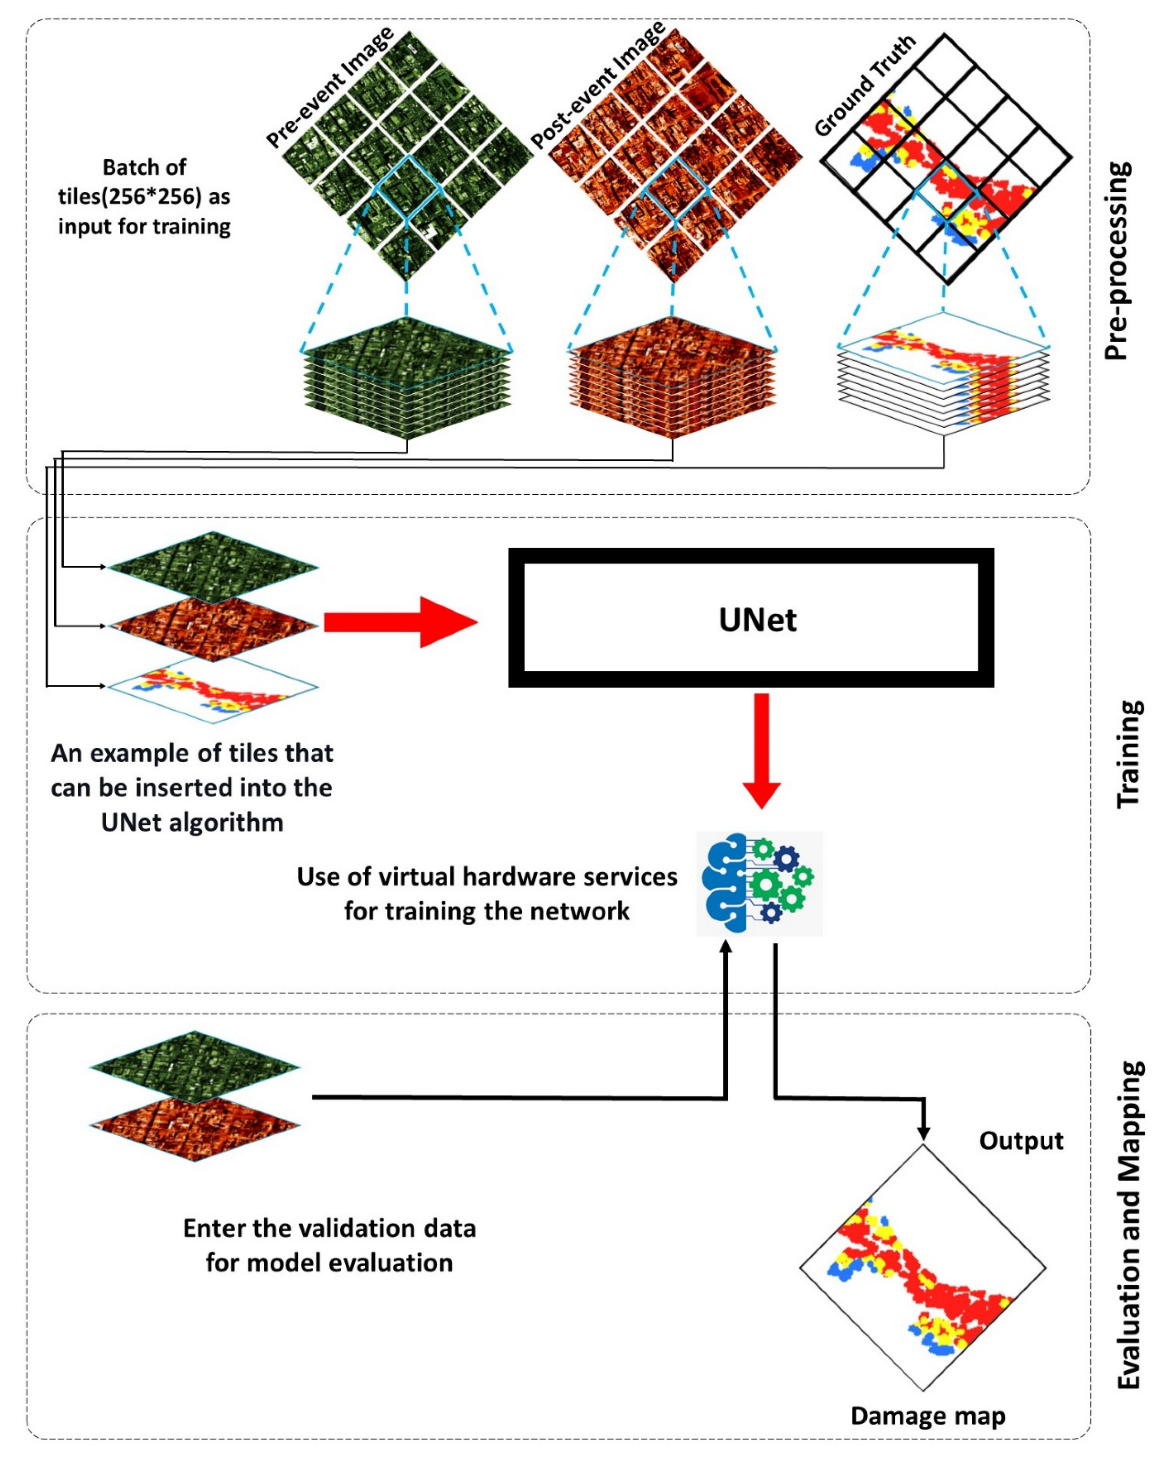 Pre-event Image
Post-event Image
Ground Truth
Batch of
tiles(256*256) as
input for training
Pre-processing
UNet
An example of tiles that
can be inserted into the
UNet algorithm
Training
Use of virtual hardware services
for training the network
Output
Enter the validation data
for model evaluation
Evaluation and Mapping
Damage map